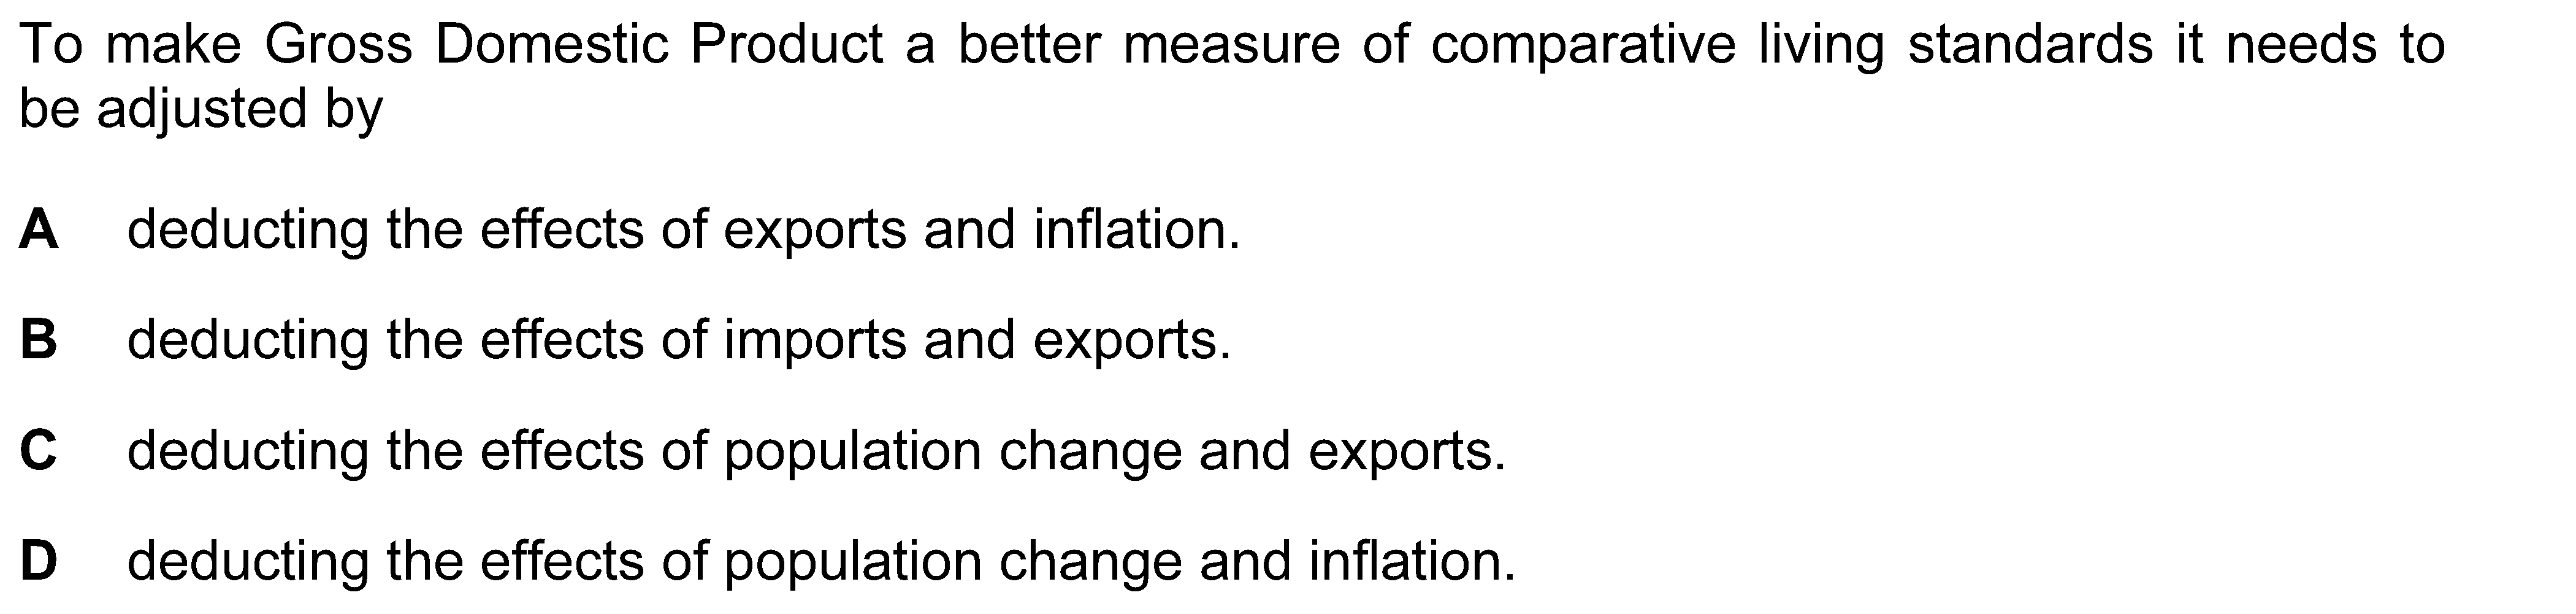 To make Gross Domestic Product a better measure of comparative living standards it needs to
be adjusted by
A deducting the effects of exports and inflation.
B deducting the effects of imports and exports.
C deducting the effects of population change and exports.
D deducting the effects of population change and inflation.